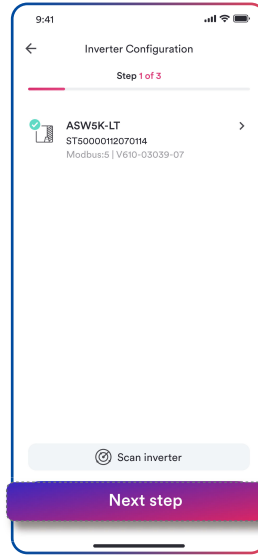 9:41
Inverter Configuration
Step 1 of 3
ASW5K-LT
ST50000112070114
Modbus:5 | V610-03039-07
Scan inverter
Next step